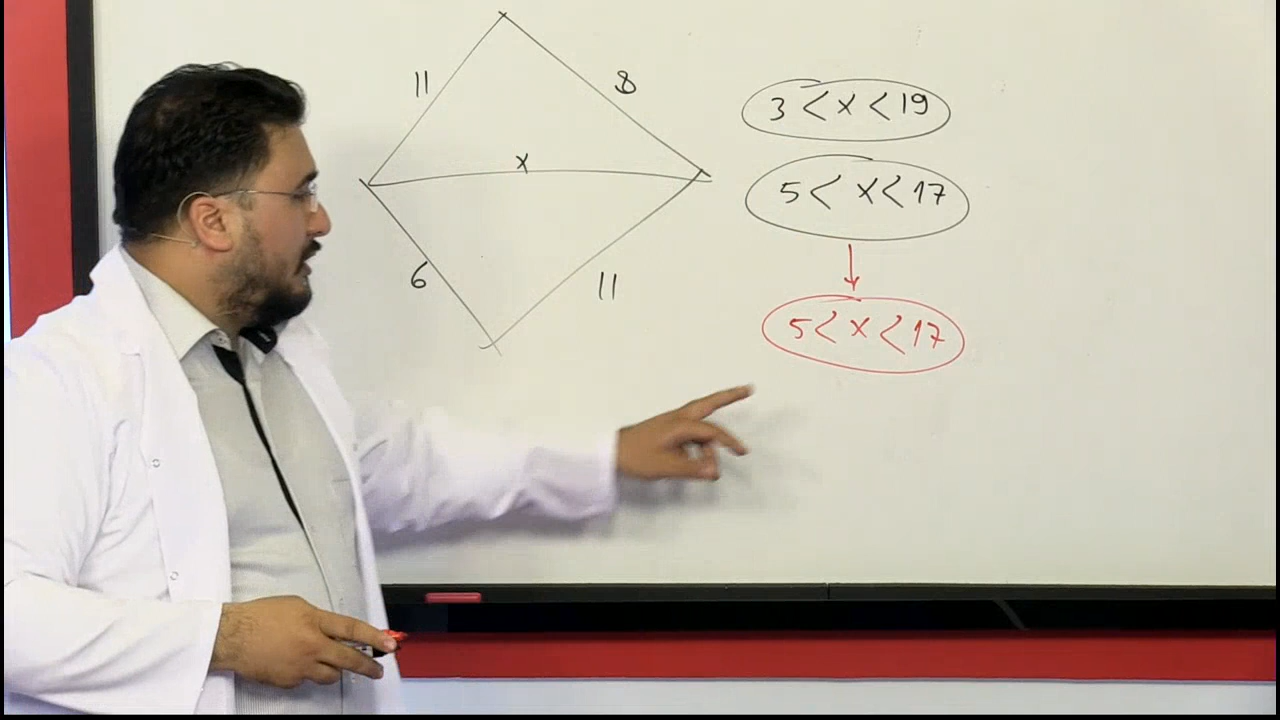 11
8
x
6
11
3 < x < 19
5 < x < 17
5 < x < 17